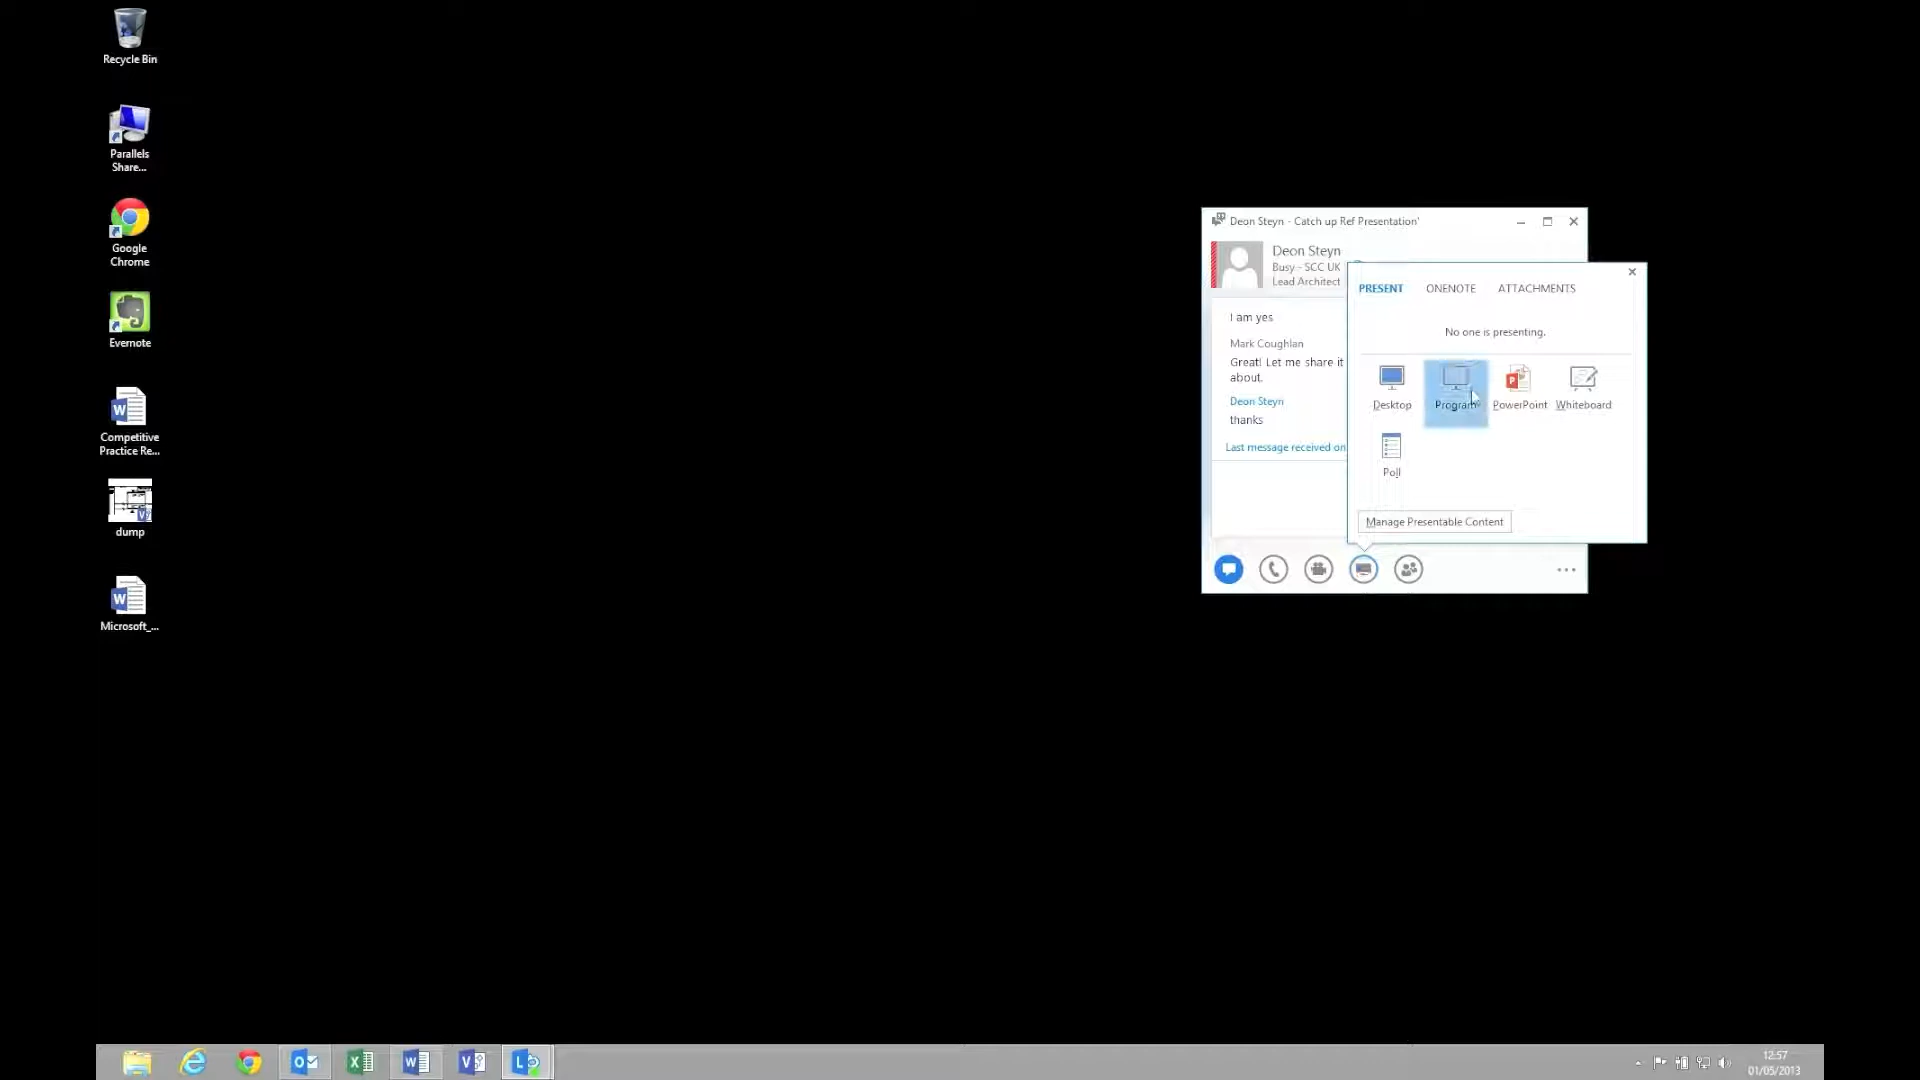 Recycle Bin
Parallels
Share...
Google
Chrome
Evernote
Competitive
Practice Re...
dump
Microsoft_...
Deon Steyn - Catch up Ref Presentation'
Deon Steyn
Busy - SCC UK
Lead Architect
I am yes
Mark Coughlan
Great! Let me share it
about.
Deon Steyn
thanks
Last message received on
PRESENT ONENOTE ATTACHMENTS
No one is presenting.
Desktop Program PowerPoint Whiteboard
Poll
Manage Presentable Content
12:57
01/05/2013